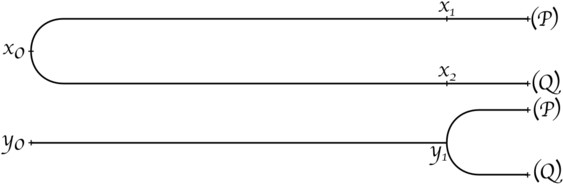 x₁ (P)
x₀
x₂ (Q)
(P)
y₀ y₁
(Q)